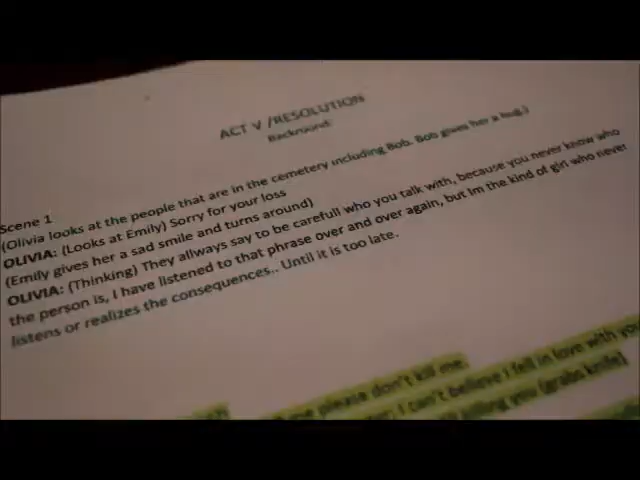 ACT V /RESOLUTION
Backround:
Scene 1
(Olivia looks at the people that are in the cemetery including Bob. Bob gives her a hug.)
OLIVIA: (Looks at Emily) Sorry for your loss
(Emily gives her a sad smile and turns around)
OLIVIA: (Thinking) They allways say to be carefull who you talk with, because you never know who
the person is, I have listened to that phrase over and over again, but Im the kind of girl who never
listens or realizes the consequences.. Until it is too late.
me please don't kill me
I can't believe I fell in love with you
killing you (grabs knife)